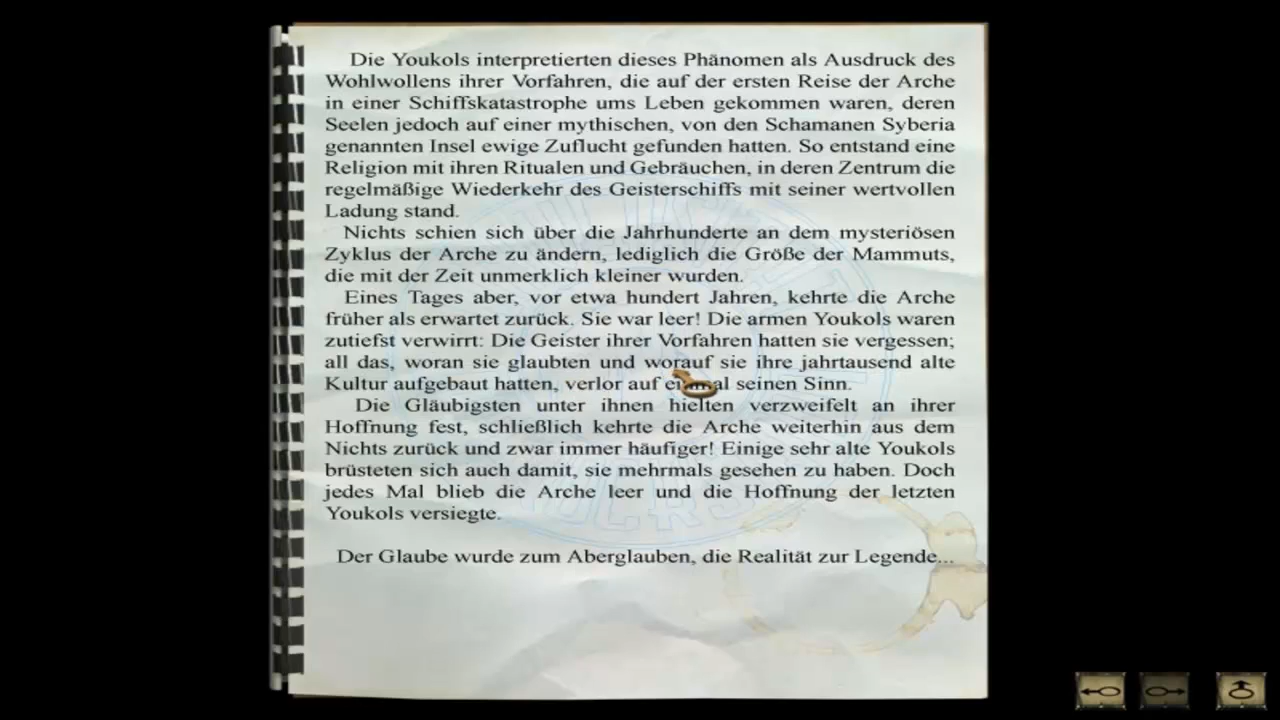 Die Youkols interpretierten dieses Phänomen als Ausdruck des
Wohlwollens ihrer Vorfahren, die auf der ersten Reise der Arche
in einer Schiffskatastrophe ums Leben gekommen waren, deren
Seelen jedoch auf einer mythischen, von den Schamanen Syberia
genannten Insel ewige Zuflucht gefunden hatten. So entstand eine
Religion mit ihren Ritualen und Gebräuchen, in deren Zentrum die
regelmäßige Wiederkehr des Geisterschiffs mit seiner wertvollen
Ladung stand.
Nichts schien sich über die Jahrhunderte an dem mysteriösen
Zyklus der Arche zu ändern, lediglich die Größe der Mammuts,
die mit der Zeit unmerklich kleiner wurden.
Eines Tages aber, vor etwa hundert Jahren, kehrte die Arche
früher als erwartet zurück. Sie war leer! Die armen Youkols waren
zutiefst verwirrt: Die Geister ihrer Vorfahren hatten sie vergessen;
all das, woran sie glaubten und worauf sie ihre jahrtausend alte
Kultur aufgebaut hatten, verlor auf einmal seinen Sinn.
Die Gläubigsten unter ihnen hielten verzweifelt an ihrer
Hoffnung fest, schließlich kehrte die Arche weiterhin aus dem
Nichts zurück und zwar immer häufiger! Einige sehr alte Youkols
brüsteten sich auch damit, sie mehrmals gesehen zu haben. Doch
jedes Mal blieb die Arche leer und die Hoffnung der letzten
Youkols versiegte.
Der Glaube wurde zum Aberglauben, die Realität zur Legende...